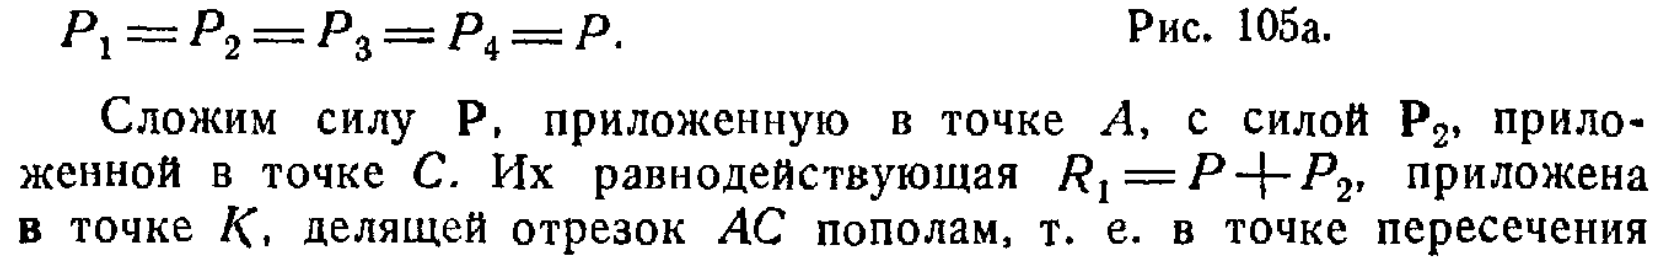 P₁ = P₂ = P₃ = P₄ = P. Рис. 105а.
Сложим силу P, приложенную в точке A, с силой P₂, прило-
женной в точке C. Их равнодействующая R₁ = P + P₂, приложена
в точке K, делящей отрезок AC пополам, т. е. в точке пересечения